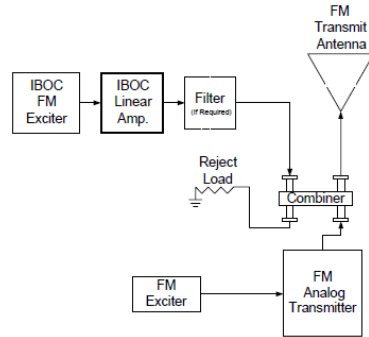 FM
Transmit
Antenna
IBOC
FM
Exciter
IBOC
Linear
Amp.
Filter
(If Required)
Reject
Load
Combiner
FM
Exciter
FM
Analog
Transmitter